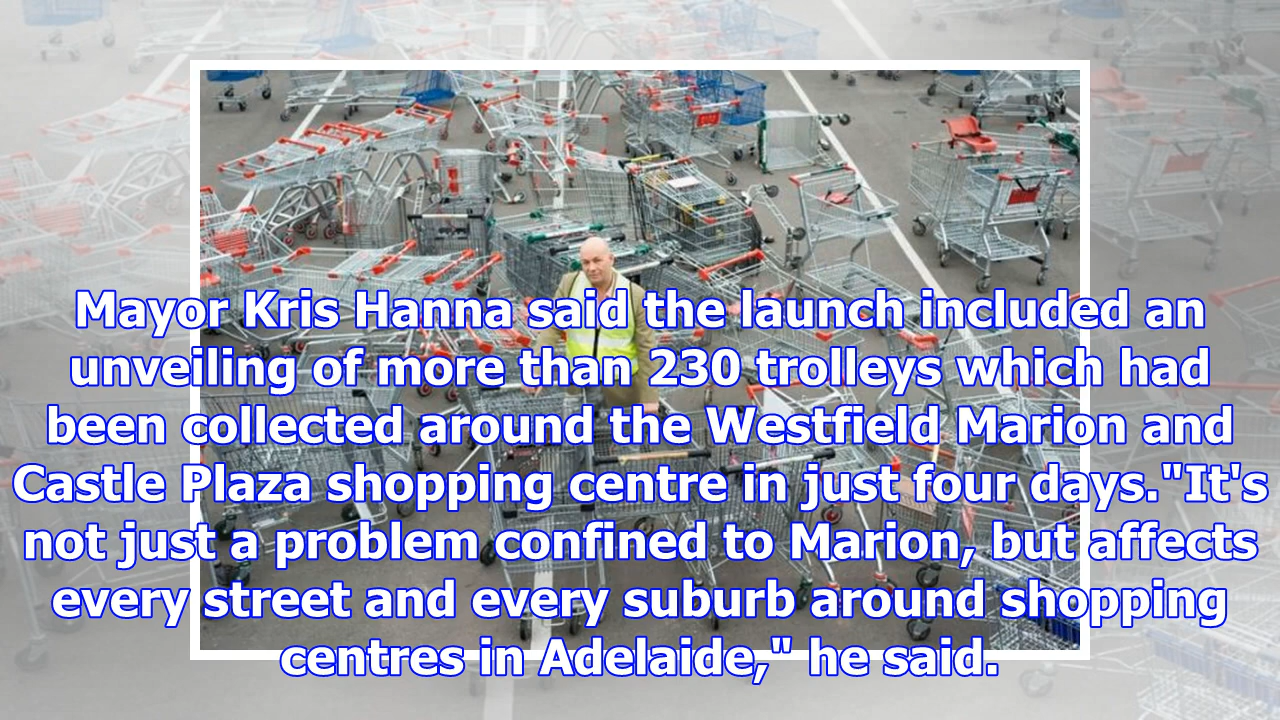 Mayor Kris Hanna said the launch included an
unveiling of more than 230 trolleys which had
been collected around the Westfield Marion and
Castle Plaza shopping centre in just four days."It's
not just a problem confined to Marion, but affects
every street and every suburb around shopping
centres in Adelaide," he said.